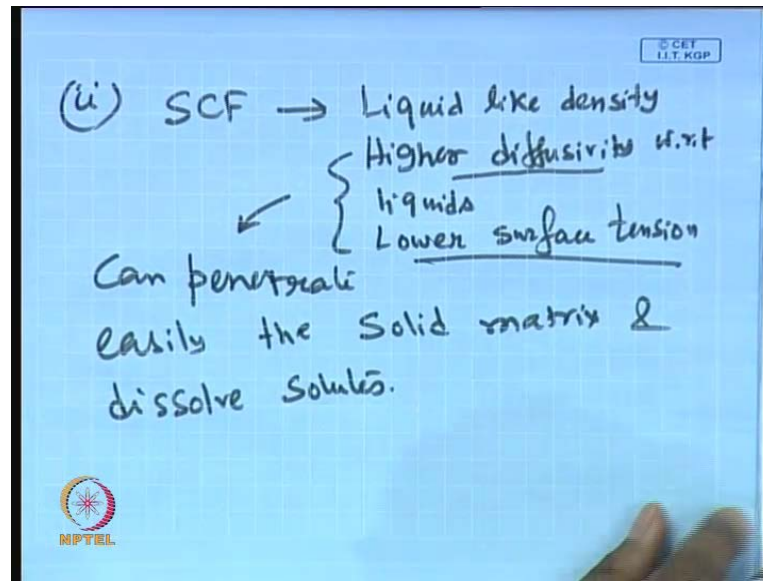 © CET
I.I.T. KGP
(ii) SCF → Liquid like density
Higher diffusivity w.r.t
liquids
Lower surface tension
Can penetrate
easily the Solid matrix &
dissolve Solutes.
NPTEL